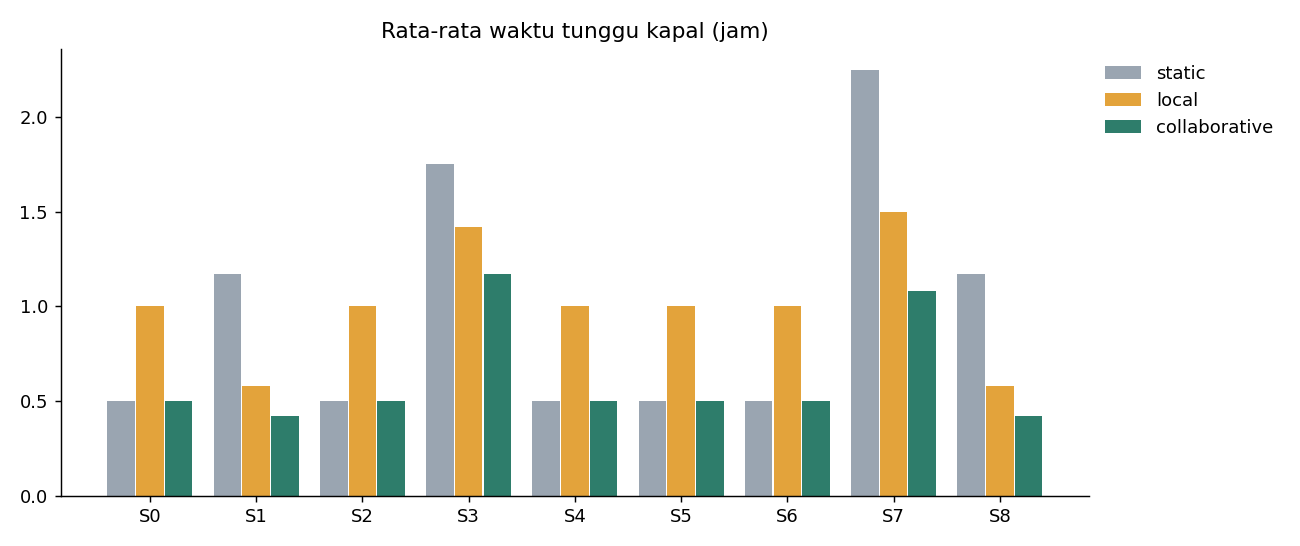 Rata-rata waktu tunggu kapal (jam)
static
local
collaborative
2.0
1.5
1.0
0.5
0.0
S0 S1 S2 S3 S4 S5 S6 S7 S8